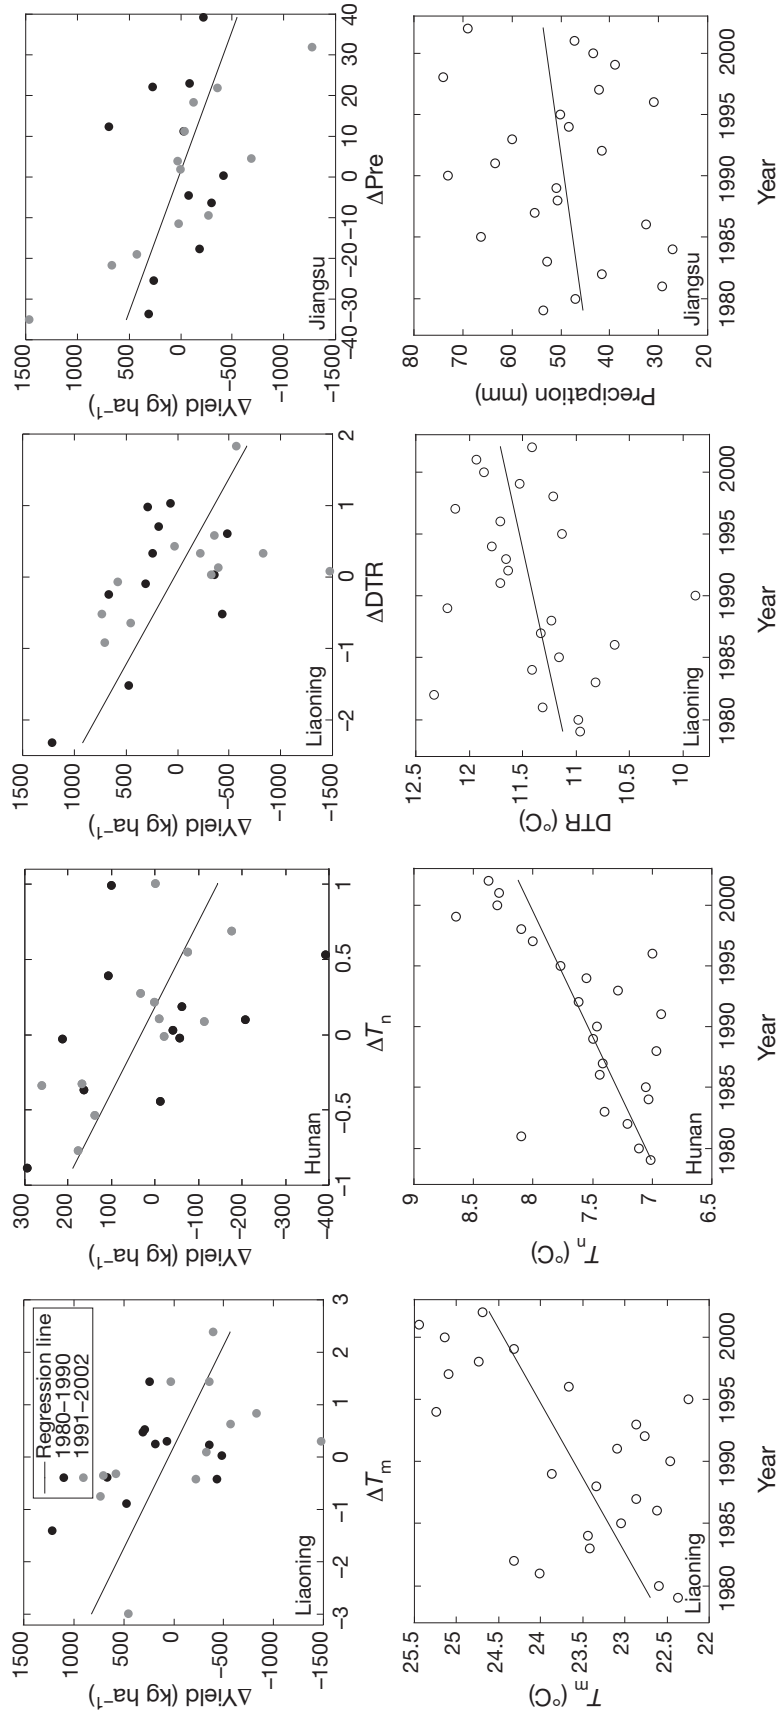 1500
1000
500
0
−500
−1000
−1500
ΔYield (kg ha⁻¹)
Regression line
1980−1990
1991−2002
Liaoning
−3 −2 −1 0 1 2 3
ΔTm
300
200
100
0
−100
−200
−300
−400
ΔYield (kg ha⁻¹)
Hunan
−1 −0.5 0 0.5 1
ΔTn
1500
1000
500
0
−500
−1000
−1500
ΔYield (kg ha⁻¹)
Liaoning
−2 −1 0 1 2
ΔDTR
1500
1000
500
0
−500
−1000
−1500
ΔYield (kg ha⁻¹)
Jiangsu
−40 −30 −20 −10 0 10 20 30 40
ΔPre
25.5
25
24.5
24
23.5
23
22.5
22
Tm (°C)
Liaoning
1980 1985 1990 1995 2000
Year
9
8.5
8
7.5
7
6.5
Tn (°C)
Hunan
1980 1985 1990 1995 2000
Year
12.5
12
11.5
11
10.5
10
DTR (°C)
Liaoning
1980 1985 1990 1995 2000
Year
80
70
60
50
40
30
20
Precipation (mm)
Jiangsu
1980 1985 1990 1995 2000
Year